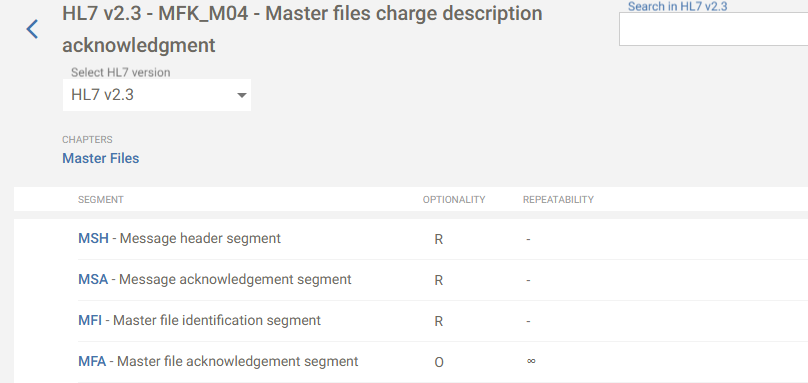 HL7 v2.3 - MFK_M04 - Master files charge description
acknowledgment
Search in HL7 v2.3
Select HL7 version
HL7 v2.3
CHAPTERS
Master Files
SEGMENT OPTIONALITY REPEATABILITY
MSH - Message header segment R -
MSA - Message acknowledgement segment R -
MFI - Master file identification segment R -
MFA - Master file acknowledgement segment O ∞